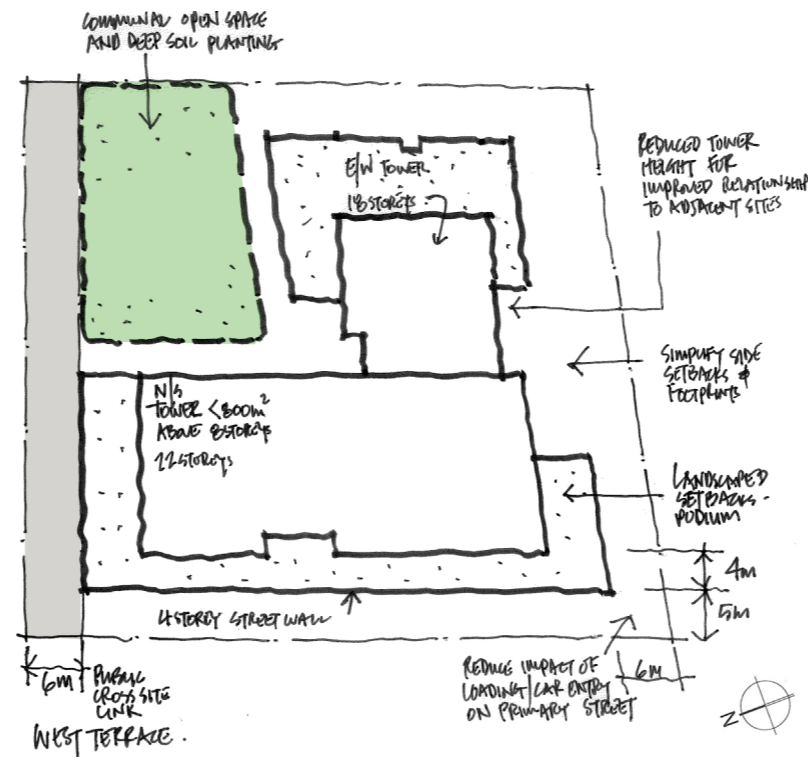 COMMUNAL OPEN SPACE
AND DEEP SOIL PLANTING
E/W TOWER
18 STOREYS
REDUCED TOWER
HEIGHT FOR
IMPROVED RELATIONSHIP
TO ADJACENT SITES
SIMPLIFY SIDE
SETBACKS &
FOOTPRINTS
N/S
TOWER <800m²
ABOVE 8 STOREYS
22 STOREYS
LANDSCAPED
SETBACKS -
PODIUM
4m
5m
4 STOREY STREET WALL
REDUCE IMPACT OF
LOADING/CAR ENTRY
ON PRIMARY STREET
6m
6m
PUBLIC
CROSS SITE
LINK
WEST TERRACE.
Z